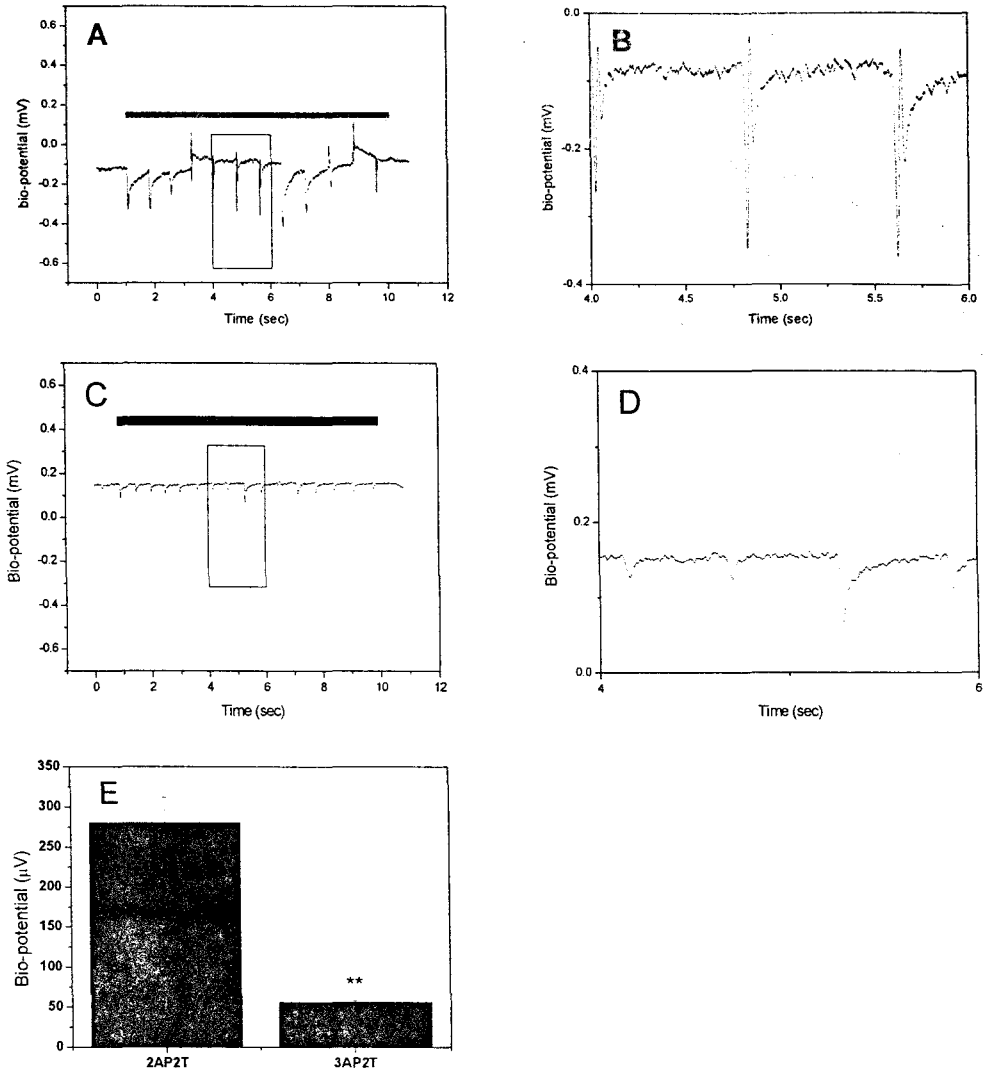 A
0.6
0.4
0.2
0.0
-0.2
-0.4
-0.6
bio-potential (mV)
0 2 4 6 8 10 12
Time (sec)
B
0.0
-0.2
-0.4
bio-potential (mV)
4.0 4.5 5.0 5.5 6.0
Time (sec)
C
0.6
0.4
0.2
0.0
-0.2
-0.4
-0.6
Bio-potential (mV)
0 2 4 6 8 10 12
Time (sec)
D
0.4
0.2
0.0
Bio-potential (mV)
4 6
Time (sec)
E
350
300
250
200
150
100
50
0
Bio-potential (µV)
**
2AP2T 3AP2T